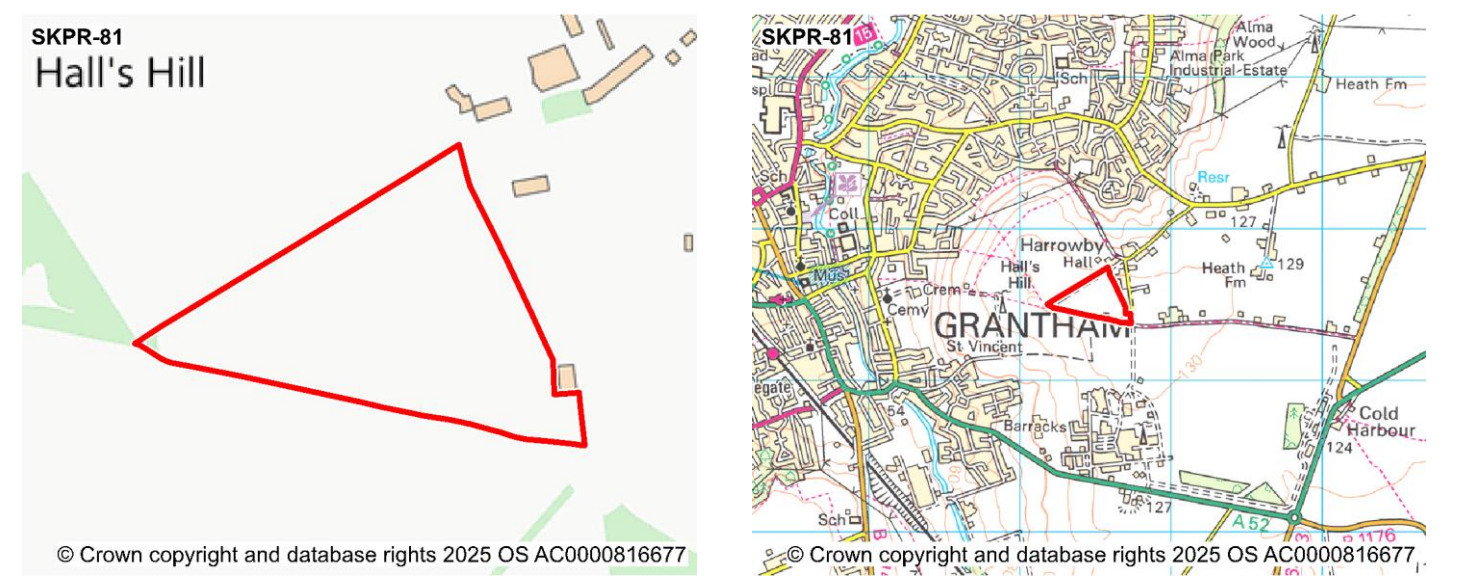 SKPR-81
Hall's Hill
© Crown copyright and database rights 2025 OS AC0000816677
SKPR-81
15
Alma
Wood
Alma Park
Industrial Estate
Sch
Heath Fm
Sch
Resr
Coll
127
Harrowby
Hall
Hall's
Hill
Heath
Fm
129
Mus
Crem
Cemy
GRANTHAM
St Vincent
130
egate
54
Barracks
Cold
Harbour
124
127
Sch
A 52
B 1176
© Crown copyright and database rights 2025 OS AC0000816677